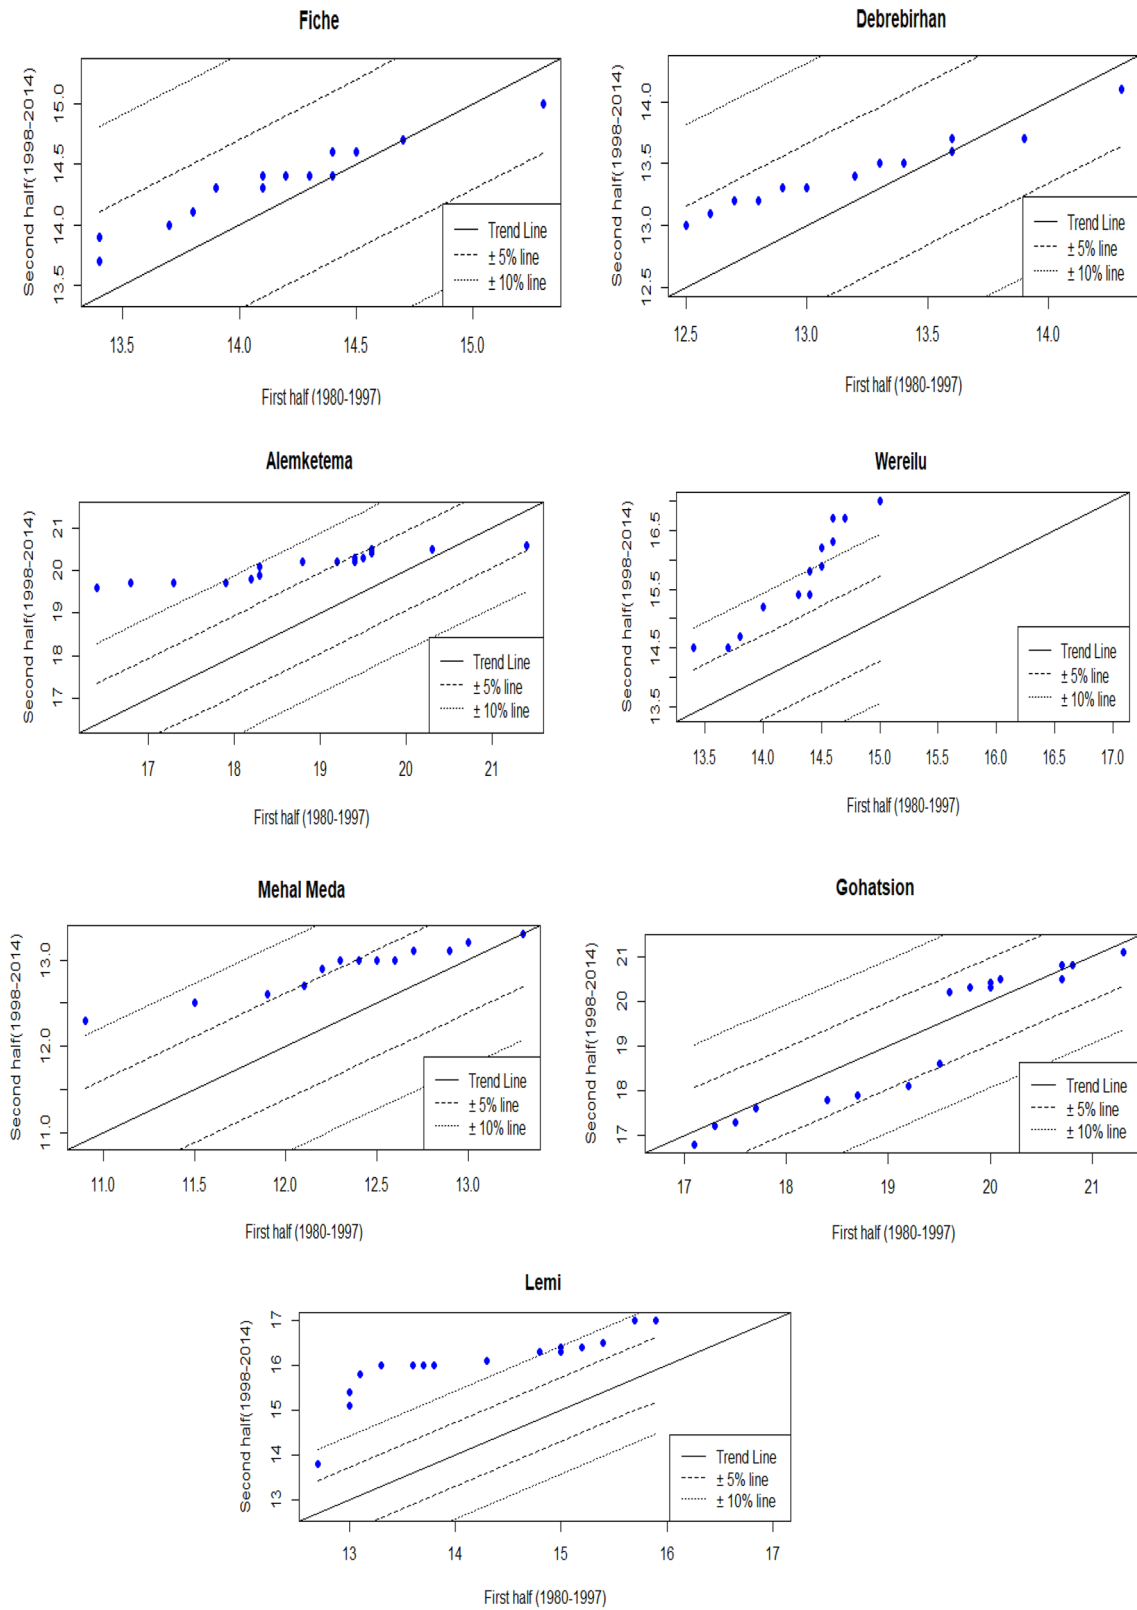 Fiche
Second half(1998-2014)
15.0
14.5
14.0
13.5
Trend Line
± 5% line
± 10% line
13.5 14.0 14.5 15.0
First half (1980-1997)
Debrebirhan
Second half(1998-2014)
14.0
13.5
13.0
12.5
Trend Line
± 5% line
± 10% line
12.5 13.0 13.5 14.0
First half (1980-1997)
Alemketema
Second half(1998-2014)
21
20
19
18
17
Trend Line
± 5% line
± 10% line
17 18 19 20 21
First half (1980-1997)
Wereilu
Second half(1998-2014)
16.5
15.5
14.5
13.5
Trend Line
± 5% line
± 10% line
13.5 14.0 14.5 15.0 15.5 16.0 16.5 17.0
First half (1980-1997)
Mehal Meda
Second half(1998-2014)
13.0
12.0
11.0
Trend Line
± 5% line
± 10% line
11.0 11.5 12.0 12.5 13.0
First half (1980-1997)
Gohatsion
Second half(1998-2014)
21
20
19
18
17
Trend Line
± 5% line
± 10% line
17 18 19 20 21
First half (1980-1997)
Lemi
Second half(1998-2014)
17
16
15
14
13
Trend Line
± 5% line
± 10% line
13 14 15 16 17
First half (1980-1997)